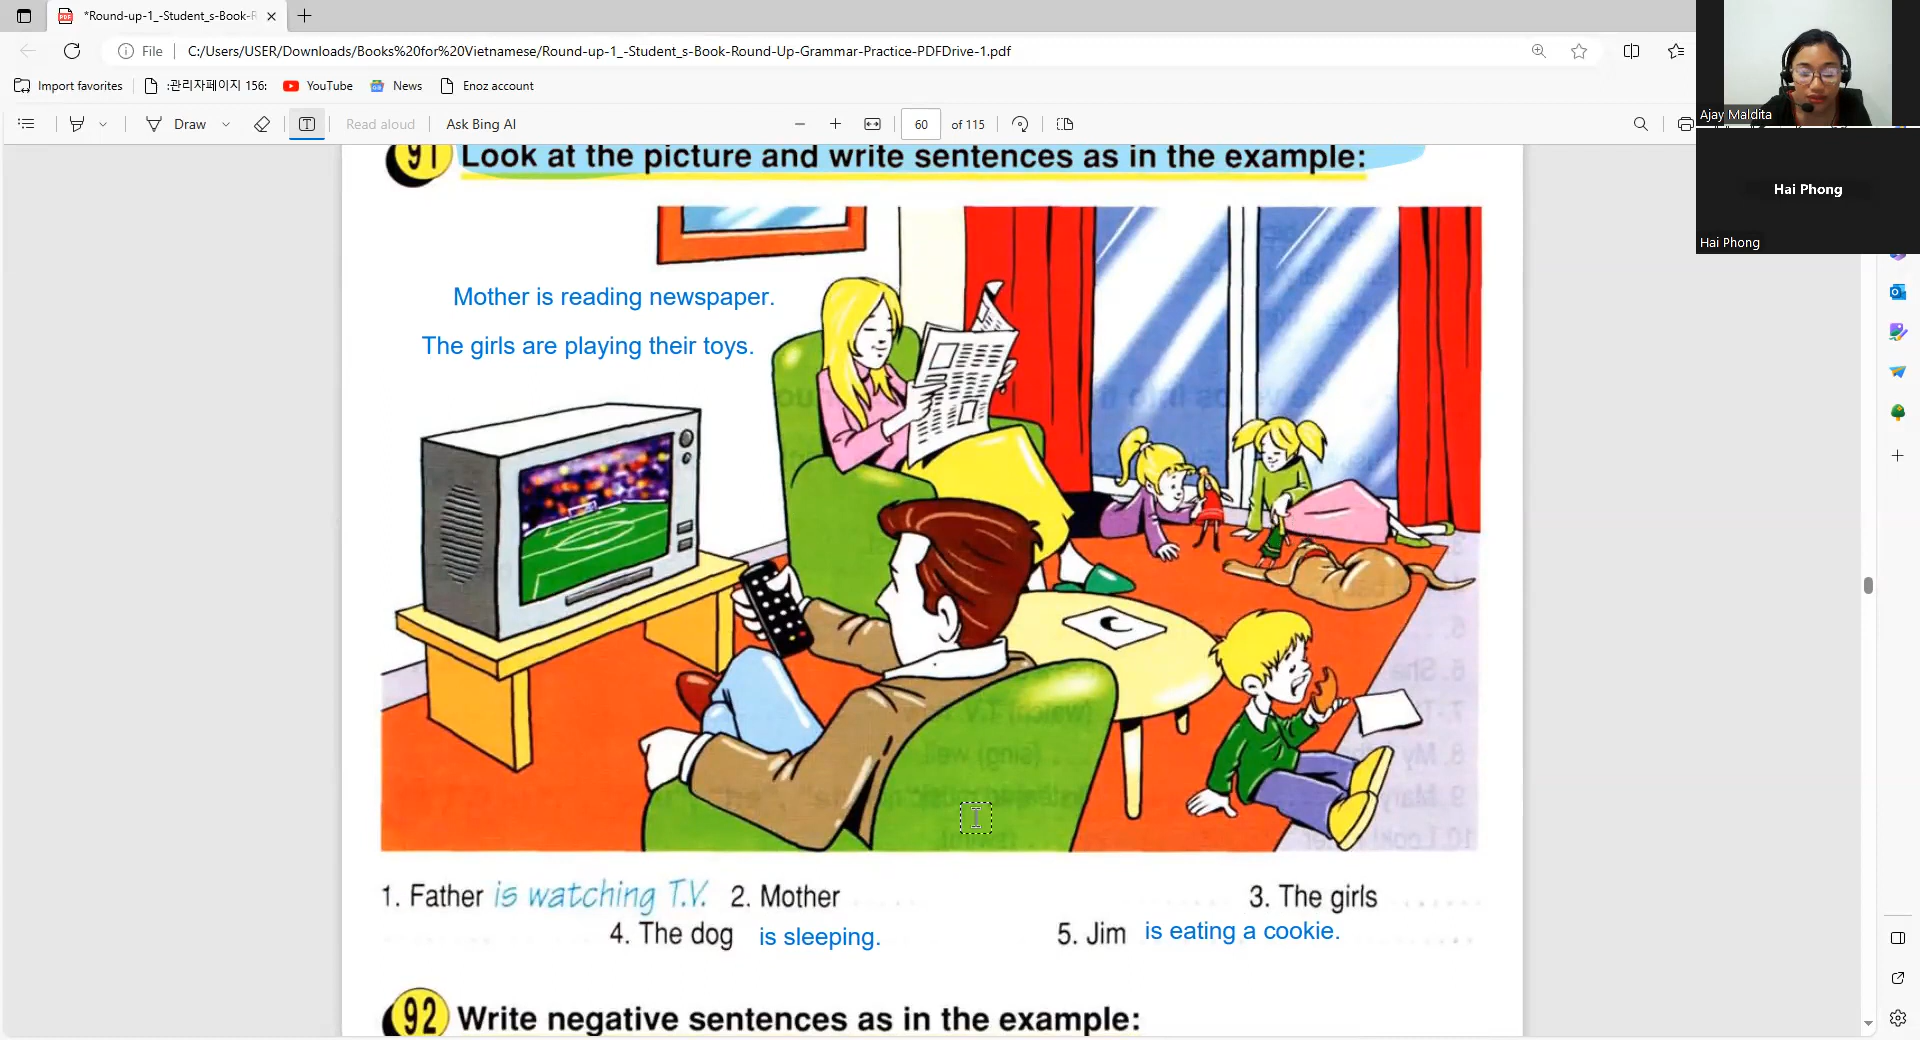 *Round-up-1_-Student_s-Book-R
File
C:/Users/USER/Downloads/Books%20for%20Vietnamese/Round-up-1_-Student_s-Book-Round-Up-Grammar-Practice-PDFDrive-1.pdf
Import favorites
:관리자페이지 156:
YouTube
News
Enoz account
Draw
Read aloud
Ask Bing AI
60
of 115
Ajay Maldita
Hai Phong
Hai Phong
91 Look at the picture and write sentences as in the example:
Mother is reading newspaper.
The girls are playing their toys.
1. Father is watching T.V. 2. Mother 3. The girls
4. The dog is sleeping. 5. Jim is eating a cookie.
92 Write negative sentences as in the example: